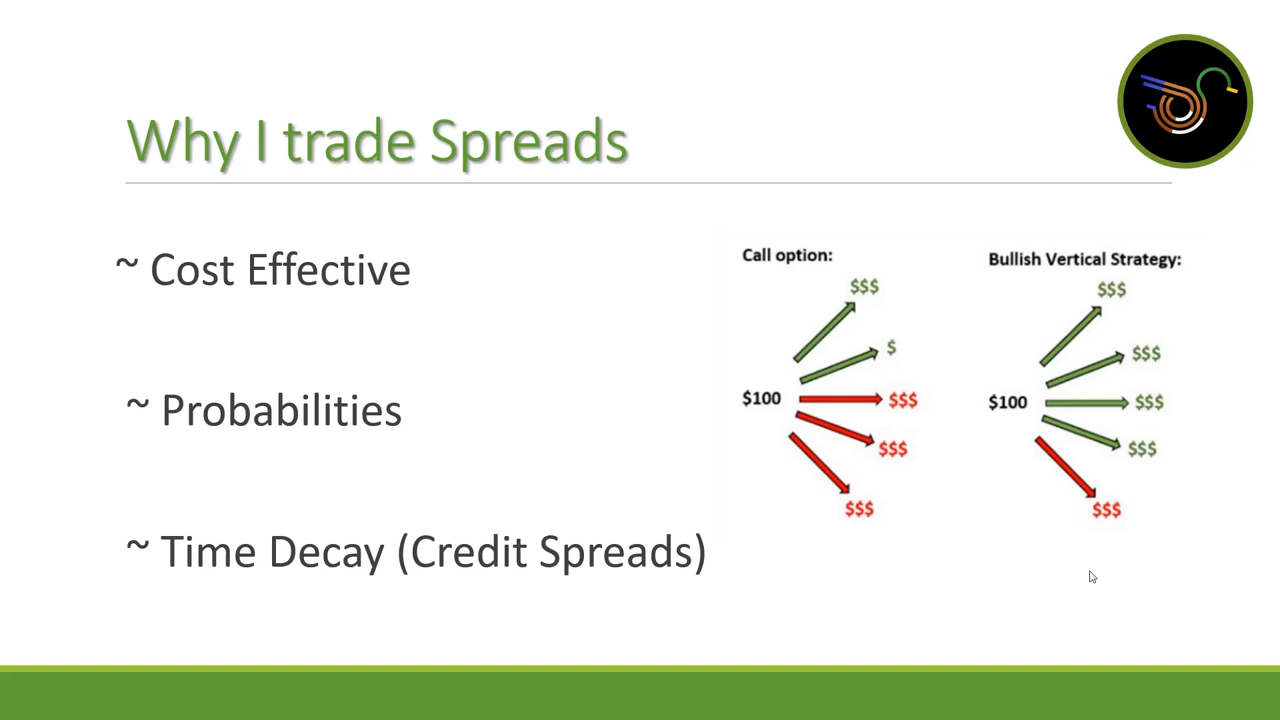 Why I trade Spreads
~ Cost Effective
~ Probabilities
~ Time Decay (Credit Spreads)
Call option:
$$$
$
$100
$$$
$$$
$$$
Bullish Vertical Strategy:
$$$
$$$
$100
$$$
$$$
$$$